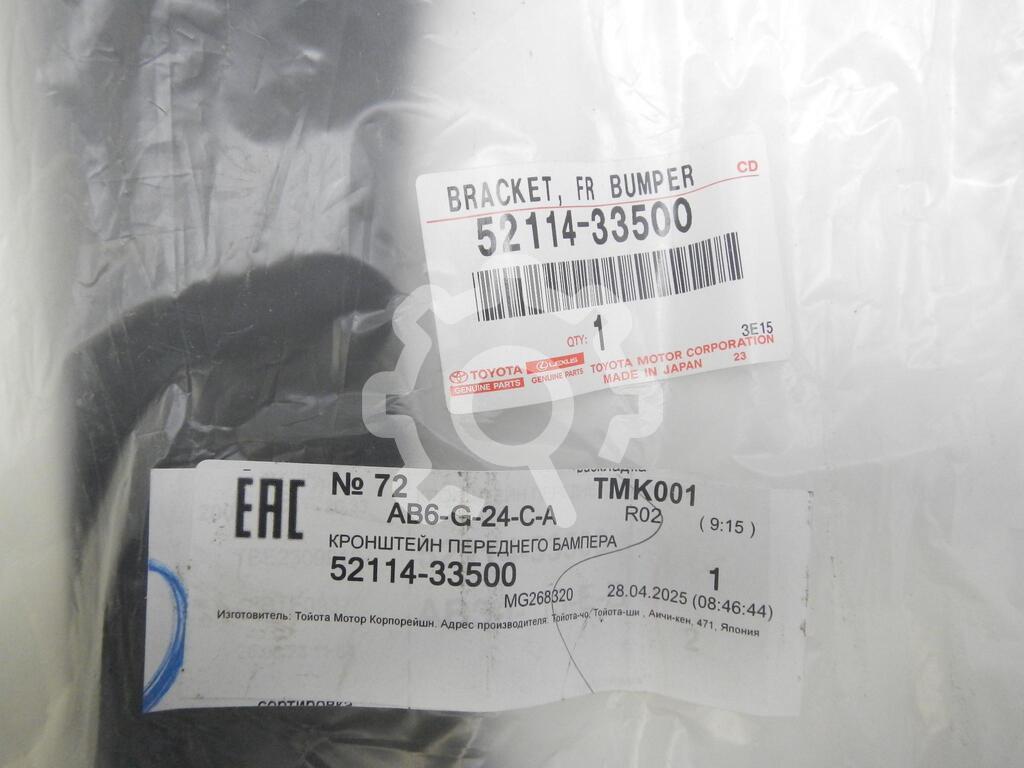 BRACKET, FR BUMPER
CD
52114-33500
QTY: 1
3E15
TOYOTA
GENUINE PARTS
LEXUS
GENUINE PARTS
TOYOTA MOTOR CORPORATION
MADE IN JAPAN 23
EAC
№ 72
TMK001
AB6-G-24-C-A
R02
( 9:15 )
КРОНШТЕЙН ПЕРЕДНЕГО БАМПЕРА
52114-33500
1
MG268320
28.04.2025 (08:46:44)
Изготовитель: Тойота Мотор Корпорейшн. Адрес производителя: Тойота-чо, Тойота-ши , Аичи-кен, 471, Япония